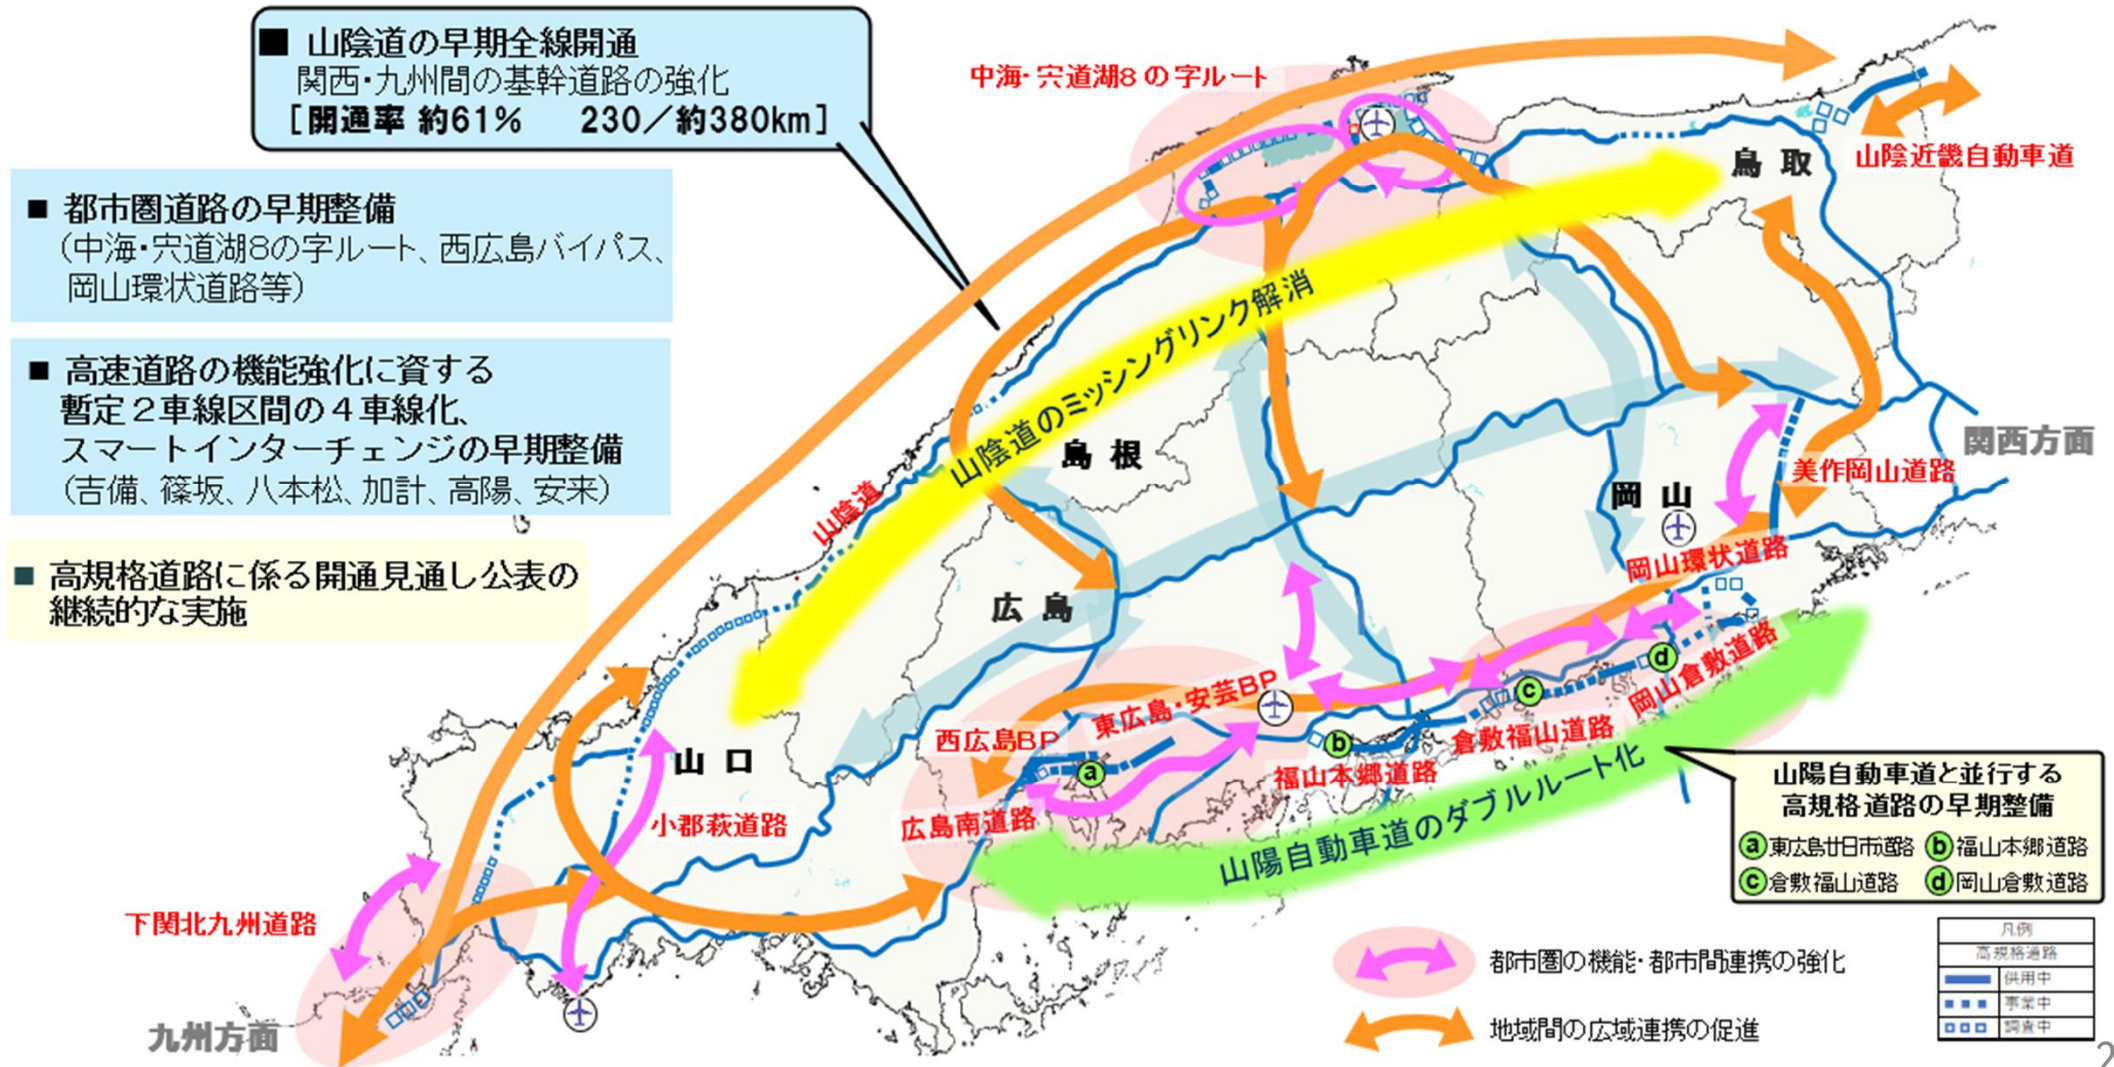 ■ 山陰道の早期全線開通
関西・九州間の基幹道路の強化
［開通率 約61％　230／約380km］
■ 都市圏道路の早期整備
（中海・宍道湖8の字ルート、西広島バイパス、
岡山環状道路等）
■ 高速道路の機能強化に資する
暫定２車線区間の４車線化、
スマートインターチェンジの早期整備
（吉備、篠坂、八本松、加計、高陽、安来）
■ 高規格道路に係る開通見通し公表の
継続的な実施
中海・宍道湖8の字ルート
鳥取
山陰近畿自動車道
山陰道のミッシングリンク解消
島根
山陰道
関西方面
美作岡山道路
岡山
岡山環状道路
広島
東広島・安芸BP
西広島BP
a
b
c
d
岡山倉敷道路
倉敷福山道路
福山本郷道路
広島南道路
山陽自動車道のダブルルート化
山口
小郡萩道路
下関北九州道路
九州方面
山陽自動車道と並行する
高規格道路の早期整備
a 東広島廿日市道路 b 福山本郷道路
c 倉敷福山道路 d 岡山倉敷道路
都市圏の機能・都市間連携の強化
地域間の広域連携の促進
凡例
高規格道路
供用中
事業中
調査中
2